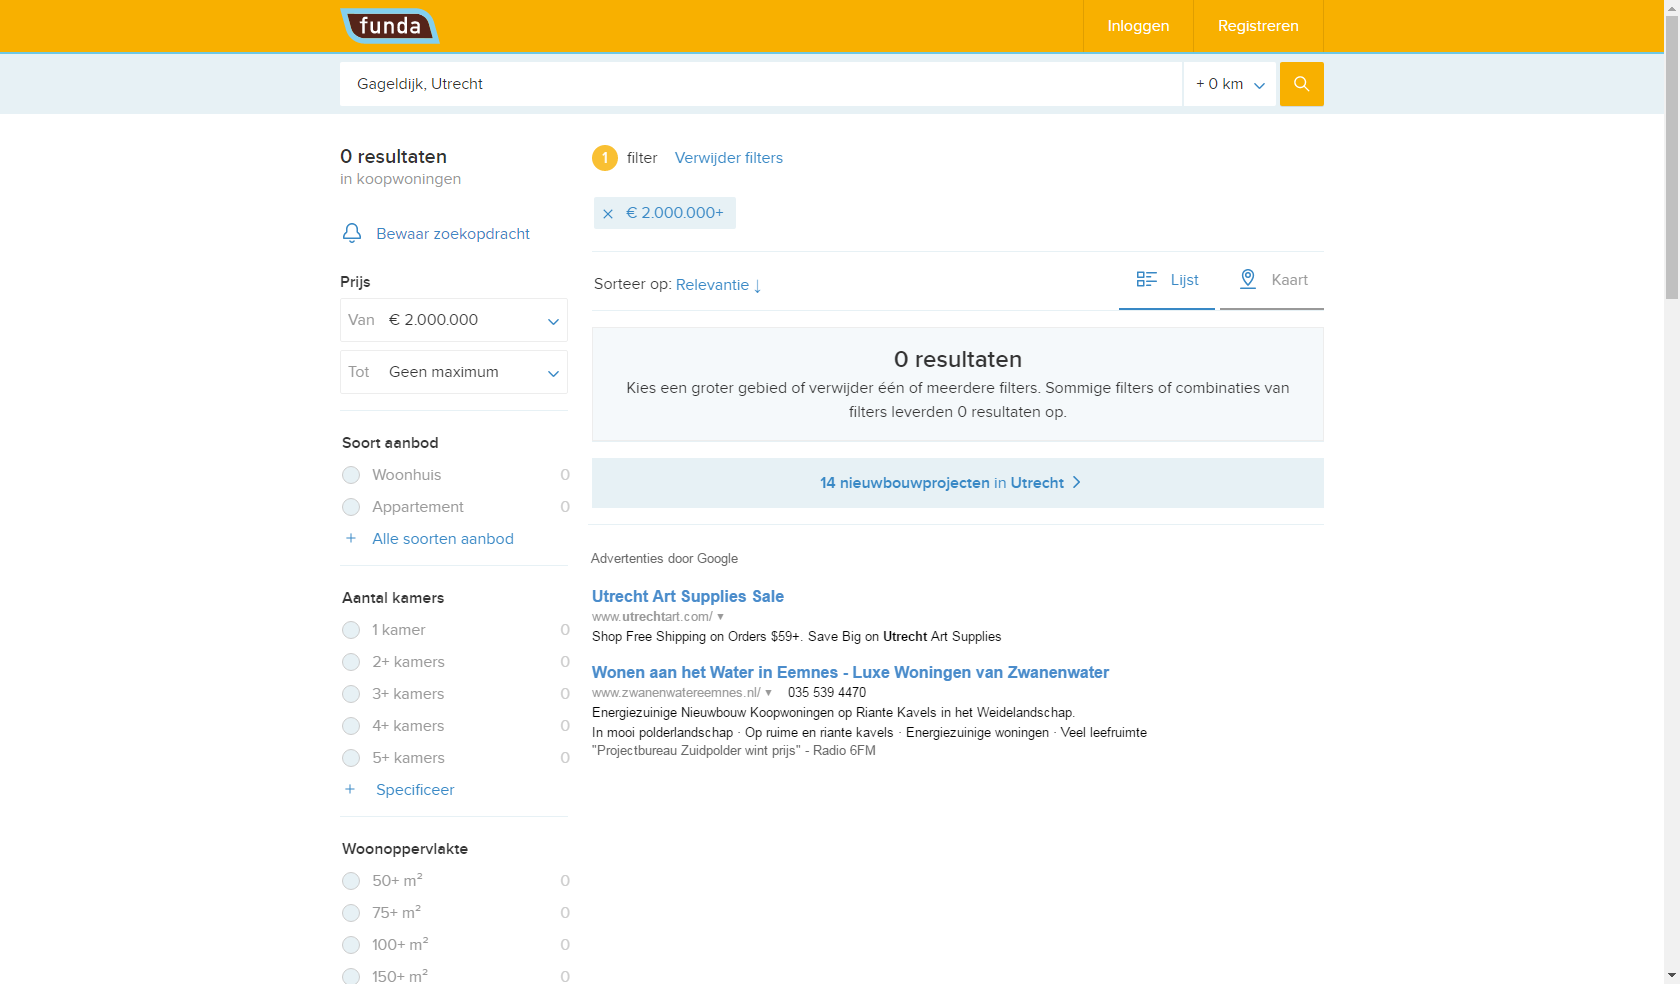 funda
Inloggen
Registreren
Gageldijk, Utrecht
+ 0 km
0 resultaten
in koopwoningen
Bewaar zoekopdracht
Prijs
Van € 2.000.000
Tot Geen maximum
Soort aanbod
Woonhuis 0
Appartement 0
+ Alle soorten aanbod
Aantal kamers
1 kamer 0
2+ kamers 0
3+ kamers 0
4+ kamers 0
5+ kamers 0
+ Specificeer
Woonoppervlakte
50+ m² 0
75+ m² 0
100+ m² 0
150+ m² 0
1 filter Verwijder filters
× € 2.000.000+
Sorteer op: Relevantie ↓
Lijst
Kaart
0 resultaten
Kies een groter gebied of verwijder één of meerdere filters. Sommige filters of combinaties van
filters leverden 0 resultaten op.
14 nieuwbouwprojecten in Utrecht >
Advertenties door Google
Utrecht Art Supplies Sale
www.utrechtart.com/ ▼
Shop Free Shipping on Orders $59+. Save Big on Utrecht Art Supplies
Wonen aan het Water in Eemnes - Luxe Woningen van Zwanenwater
www.zwanenwatereemnes.nl/ ▼ 035 539 4470
Energiezuinige Nieuwbouw Koopwoningen op Riante Kavels in het Weidelandschap.
In mooi polderlandschap · Op ruime en riante kavels · Energiezuinige woningen · Veel leefruimte
"Projectbureau Zuidpolder wint prijs" - Radio 6FM